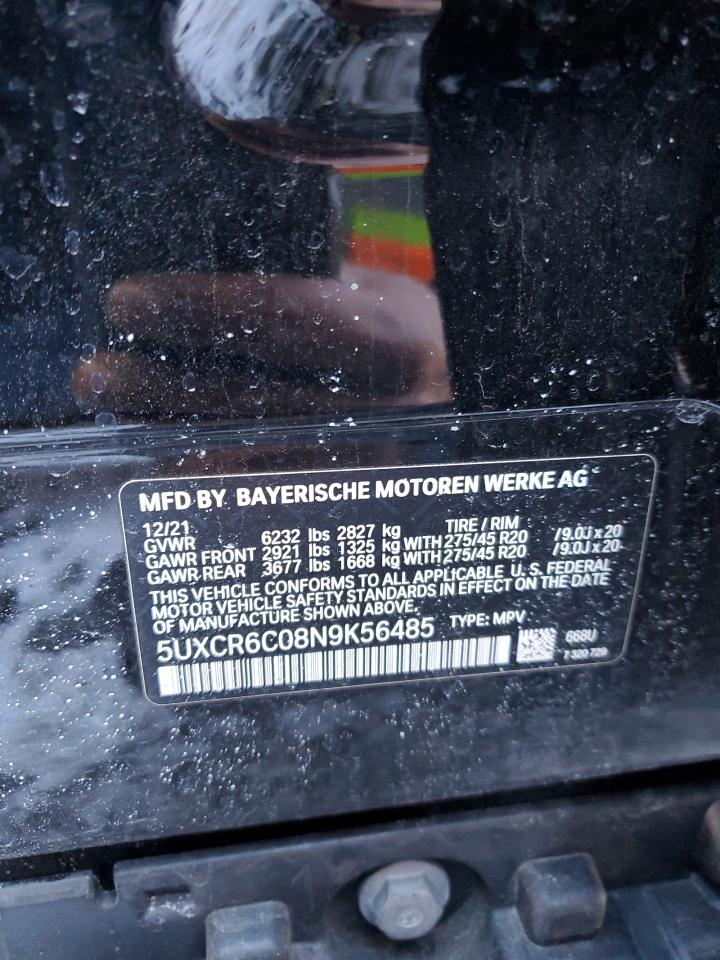 MFD BY BAYERISCHE MOTOREN WERKE AG
12/21 TIRE / RIM
GVWR 6232 lbs 2827 kg
GAWR FRONT 2921 lbs 1325 kg WITH 275/45 R20 /9.0J x 20
GAWR REAR 3677 lbs 1668 kg WITH 275/45 R20 /9.0J x 20
THIS VEHICLE CONFORMS TO ALL APPLICABLE U.S. FEDERAL
MOTOR VEHICLE SAFETY STANDARDS IN EFFECT ON THE DATE
OF MANUFACTURE SHOWN ABOVE.
5UXCR6C08N9K56485 TYPE: MPV
668U
7 320 729